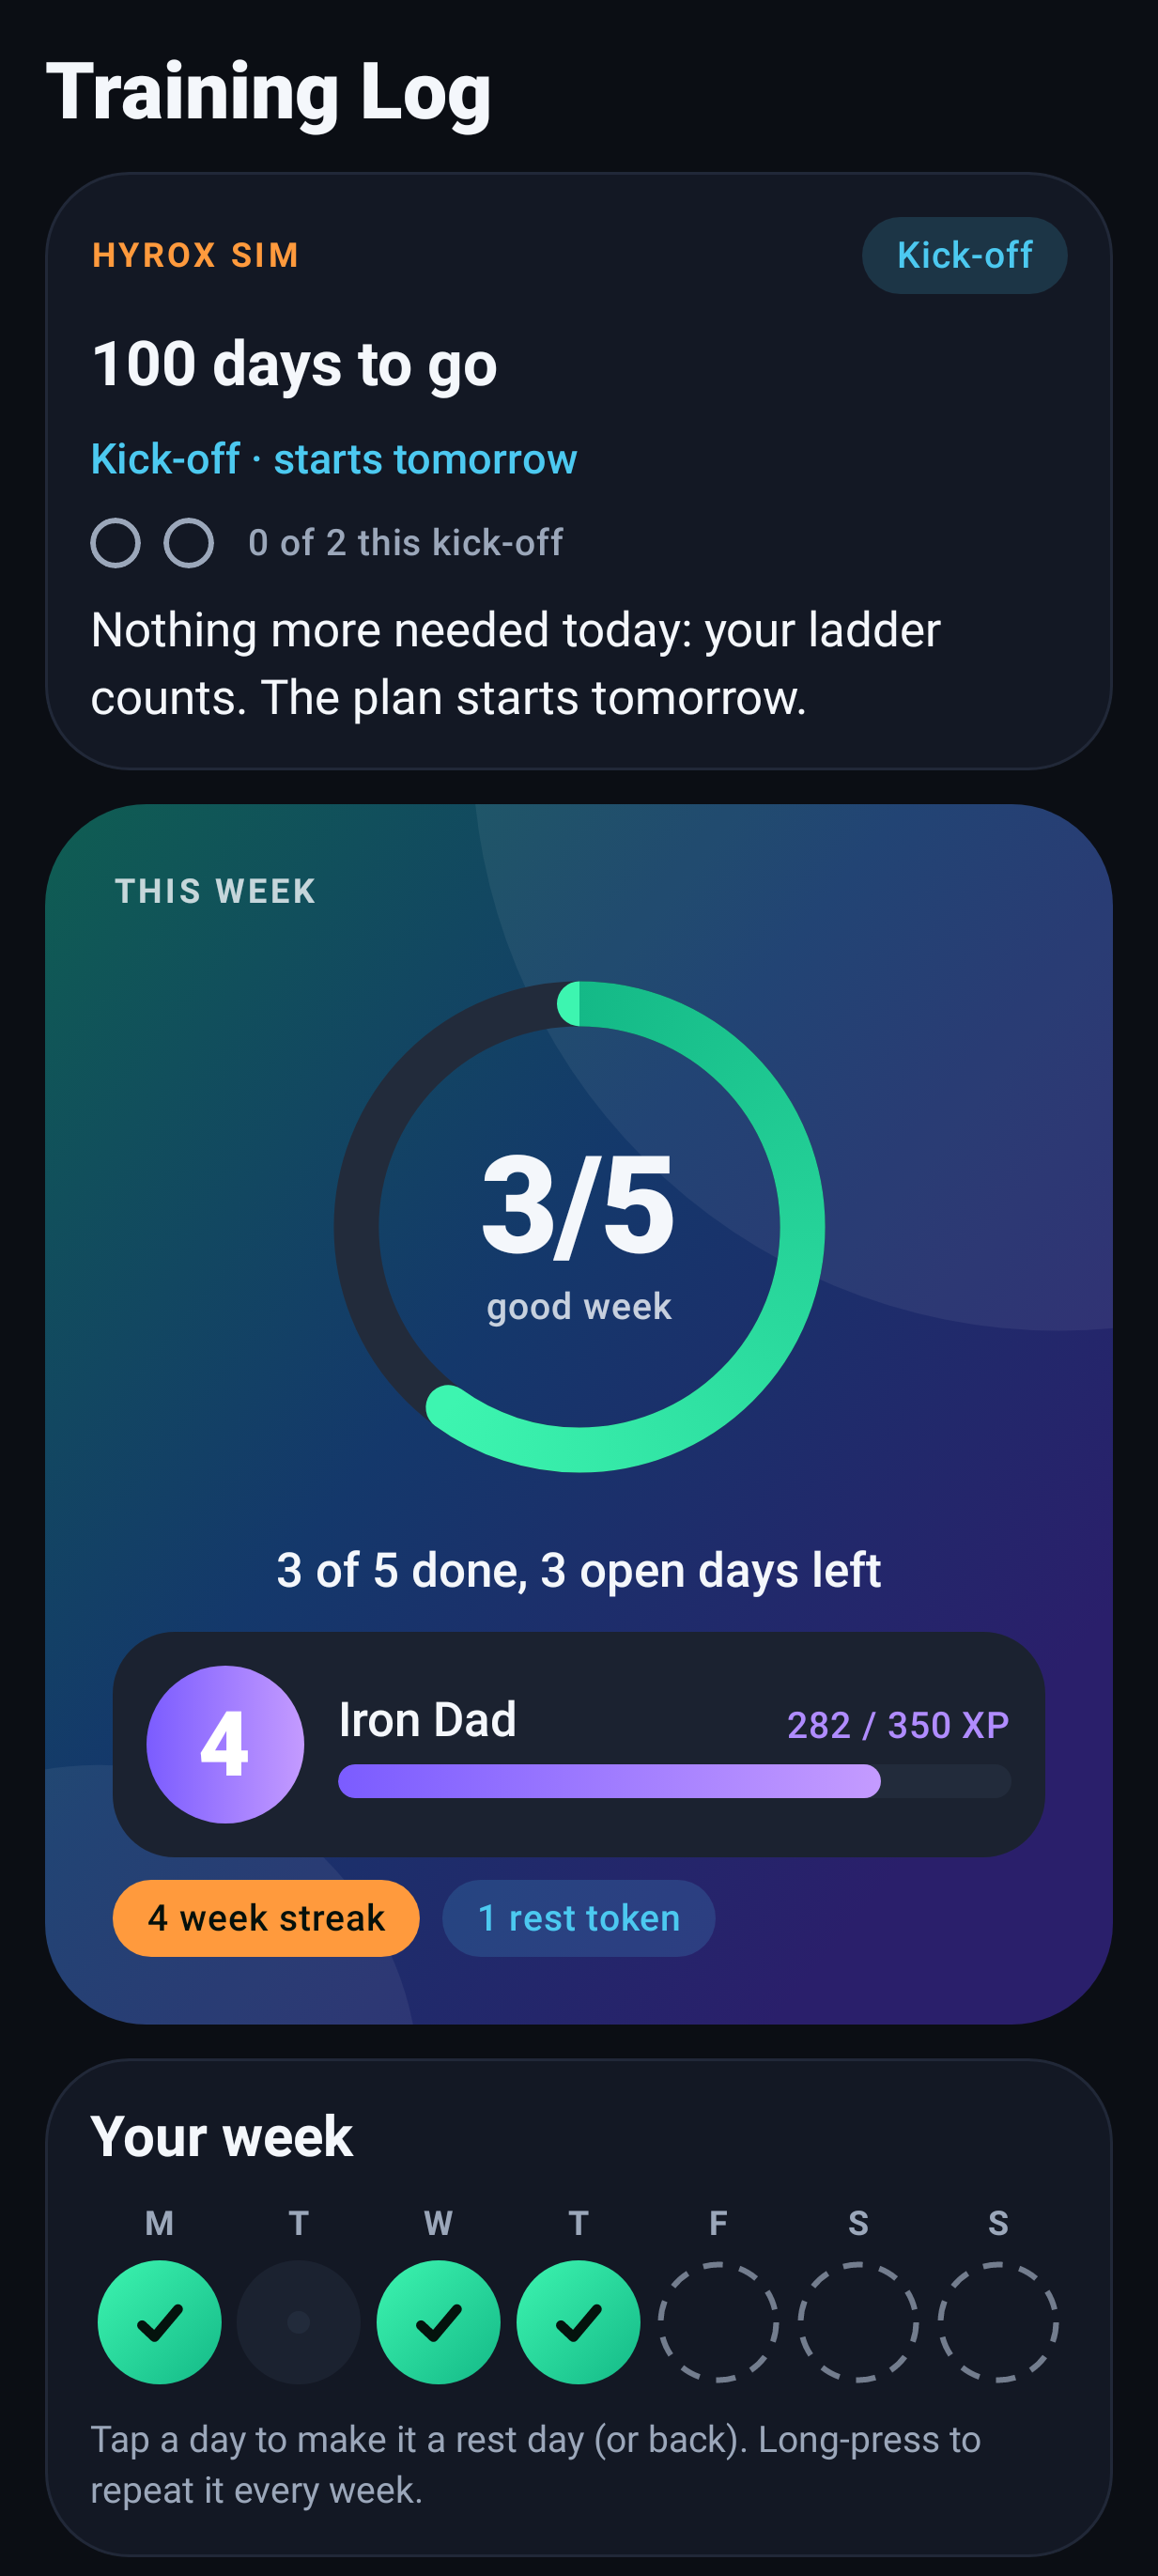 Training Log
HYROX SIM
Kick-off
100 days to go
Kick-off · starts tomorrow
0 of 2 this kick-off
Nothing more needed today: your ladder
counts. The plan starts tomorrow.
THIS WEEK
3/5
good week
3 of 5 done, 3 open days left
4
Iron Dad
282 / 350 XP
4 week streak
1 rest token
Your week
M T W T F S S
Tap a day to make it a rest day (or back). Long-press to
repeat it every week.